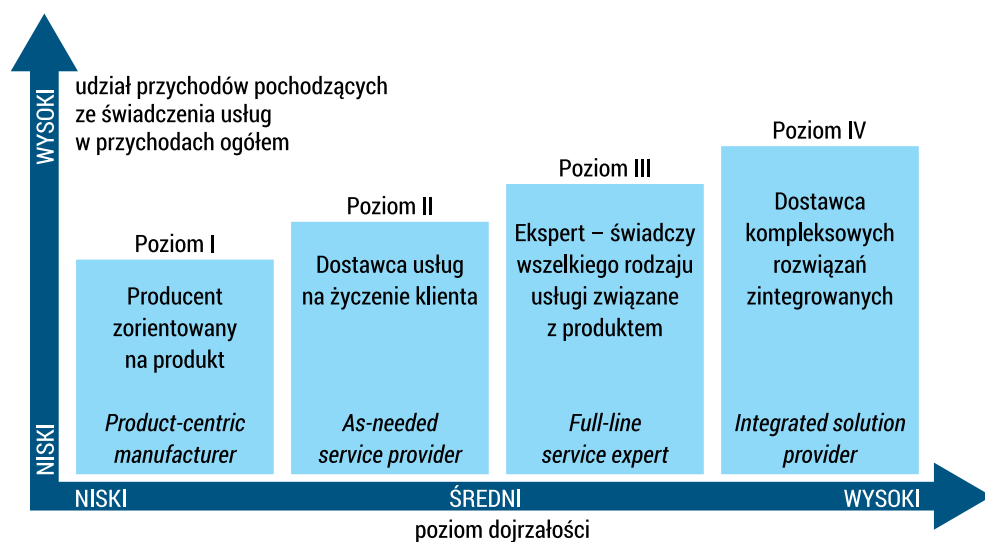 udział przychodów pochodzących
ze świadczenia usług
w przychodach ogółem
WYSOKI
NISKI
Poziom I
Producent
zorientowany
na produkt
Product-centric
manufacturer
Poziom II
Dostawca usług
na życzenie klienta
As-needed
service provider
Poziom III
Ekspert – świadczy
wszelkiego rodzaju
usługi związane
z produktem
Full-line
service expert
Poziom IV
Dostawca
kompleksowych
rozwiązań
zintegrowanych
Integrated solution
provider
NISKI
ŚREDNI
WYSOKI
poziom dojrzałości